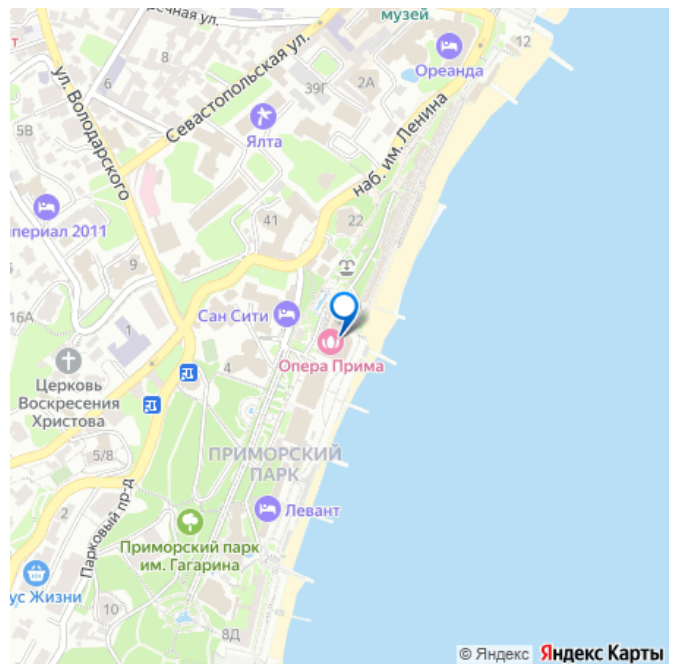 ечная ул.
музей
12
Ореанда
8
6
39Г
2А
Севастопольская ул.
ул. Володарского
Ялта
5В
наб. им. Ленина
периал 2011
41
22
9
Сан Сити
16А
1
4
Опера Прима
Церковь
Воскресения
Христова
5/8
ПРИМОРСКИЙ
ПАРК
Парковый пр-д
2
Левант
Приморский парк
им. Гагарина
ус Жизни
10
8Д
© Яндекс Яндекс Карты